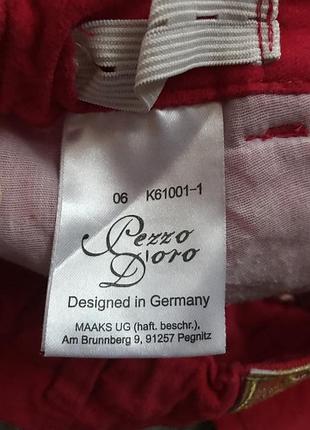 06 K61001-1
Pezzo
D'oro
Designed in Germany
MAAKS UG (haft. beschr.),
Am Brunnberg 9, 91257 Pegnitz